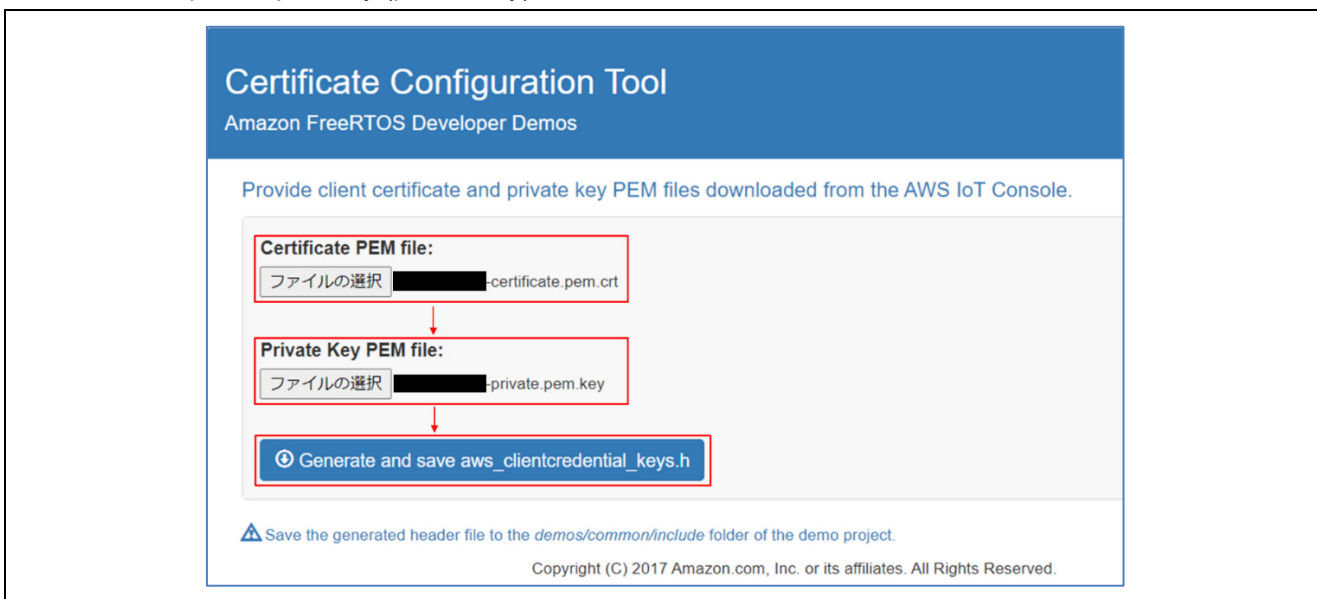 Certificate Configuration Tool
Amazon FreeRTOS Developer Demos
Provide client certificate and private key PEM files downloaded from the AWS IoT Console.
Certificate PEM file:
ファイルの選択 -certificate.pem.crt
Private Key PEM file:
ファイルの選択 -private.pem.key
Generate and save aws_clientcredential_keys.h
Save the generated header file to the demos/common/include folder of the demo project.
Copyright (C) 2017 Amazon.com, Inc. or its affiliates. All Rights Reserved.